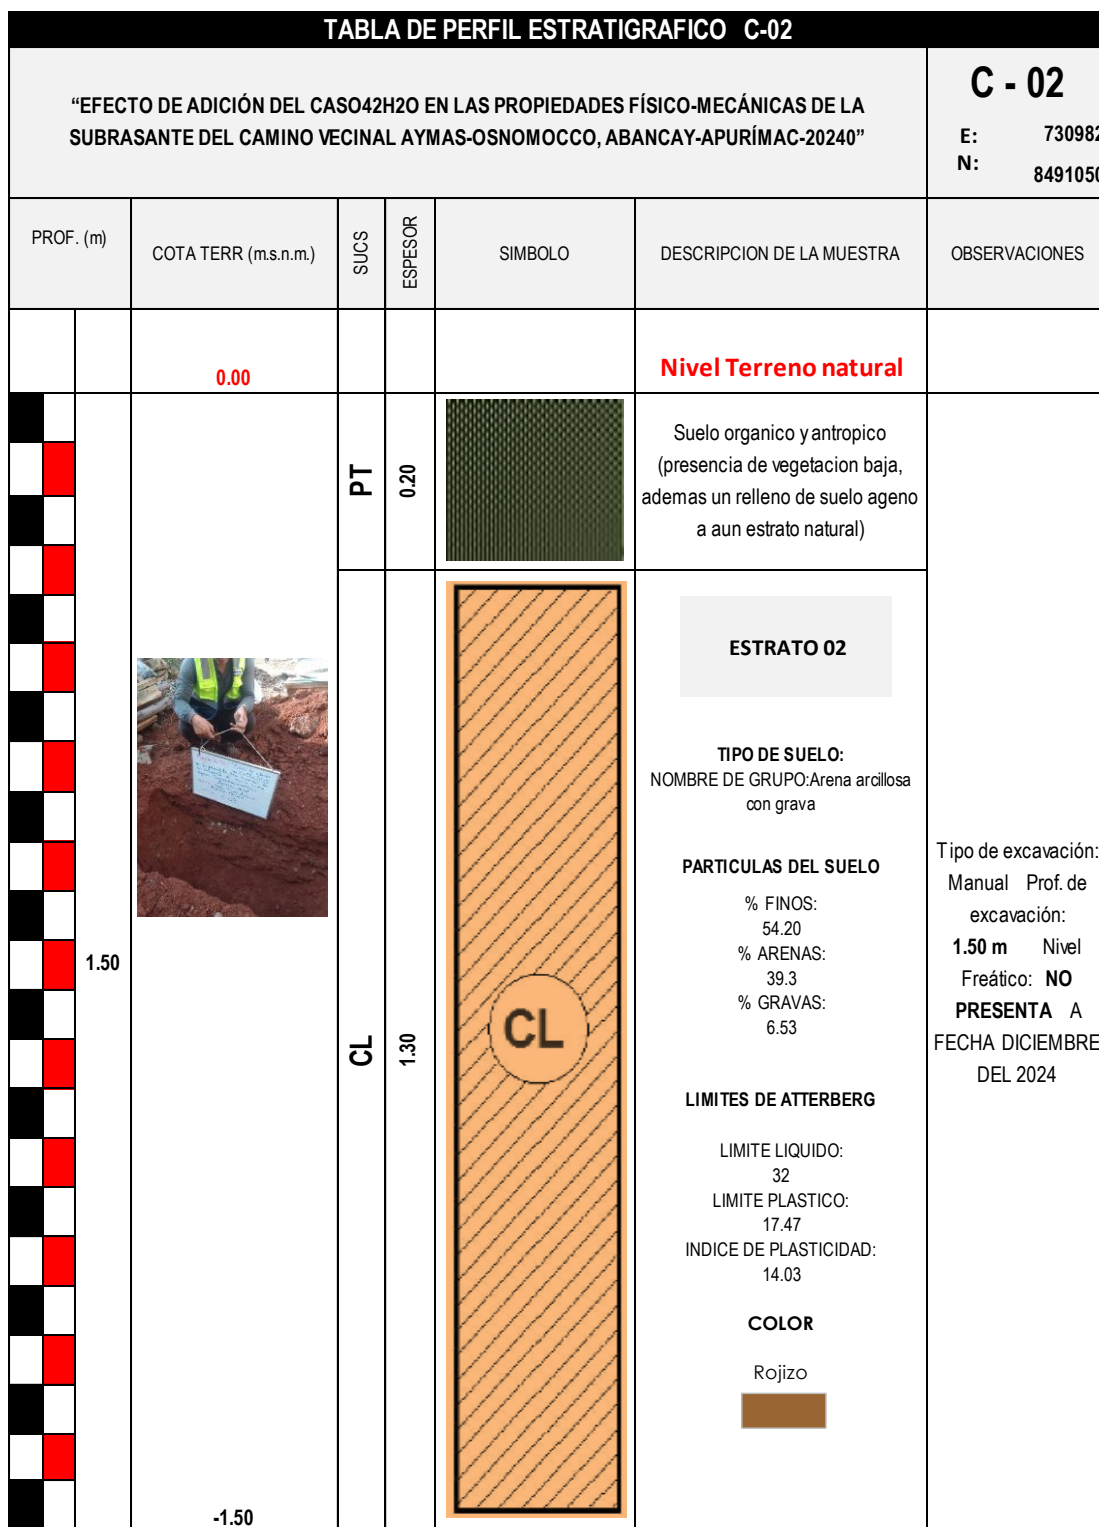 TABLA DE PERFIL ESTRATIGRAFICO C-02
“EFECTO DE ADICIÓN DEL CASO42H2O EN LAS PROPIEDADES FÍSICO-MECÁNICAS DE LA
SUBRASANTE DEL CAMINO VECINAL AYMAS-OSNOMOCCO, ABANCAY-APURÍMAC-20240”
C - 02
E: 730982
N: 8491050
PROF. (m)
COTA TERR (m.s.n.m.)
SUCS
ESPESOR
SIMBOLO
DESCRIPCION DE LA MUESTRA
OBSERVACIONES
0.00
Nivel Terreno natural
PT
0.20
Suelo organico y antropico
(presencia de vegetacion baja,
ademas un relleno de suelo ageno
a aun estrato natural)
1.50
CL
1.30
CL
ESTRATO 02
TIPO DE SUELO:
NOMBRE DE GRUPO:Arena arcillosa
con grava
PARTICULAS DEL SUELO
% FINOS:
54.20
% ARENAS:
39.3
% GRAVAS:
6.53
LIMITES DE ATTERBERG
LIMITE LIQUIDO:
32
LIMITE PLASTICO:
17.47
INDICE DE PLASTICIDAD:
14.03
COLOR
Rojizo
Tipo de excavación:
Manual Prof. de
excavación:
1.50 m Nivel
Freático: NO
PRESENTA A
FECHA DICIEMBRE
DEL 2024
-1.50